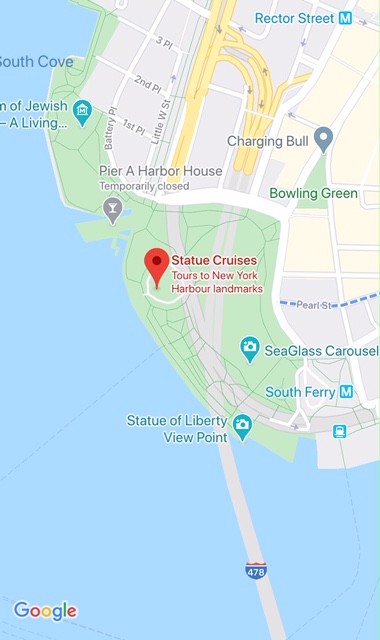 Rector Street M
3 Pl
South Cove
2nd Pl
m of Jewish
– A Living...
1st Pl
Battery Pl
Little W St
Charging Bull
Pier A Harbor House
Temporarily closed
Bowling Green
Statue Cruises
Tours to New York
Harbour landmarks
Pearl St
SeaGlass Carousel
South Ferry M
Statue of Liberty
View Point
478
Google